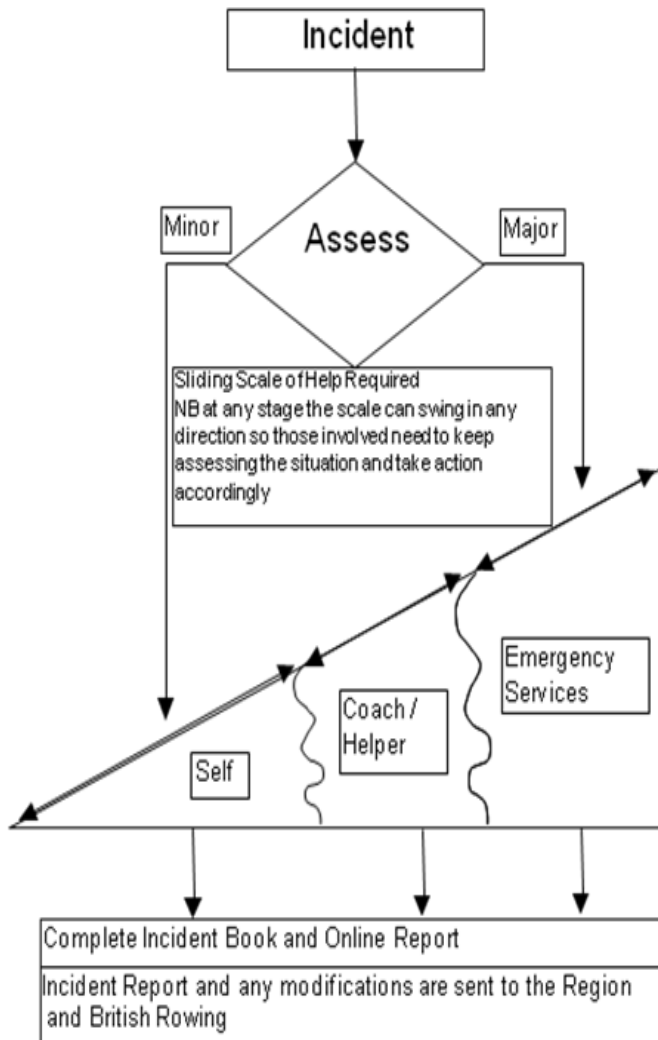 Incident
Minor
Assess
Major
Sliding Scale of Help Required
NB at any stage the scale can swing in any
direction so those involved need to keep
assessing the situation and take action
accordingly
Emergency
Services
Coach /
Helper
Self
Complete Incident Book and Online Report
Incident Report and any modifications are sent to the Region
and British Rowing